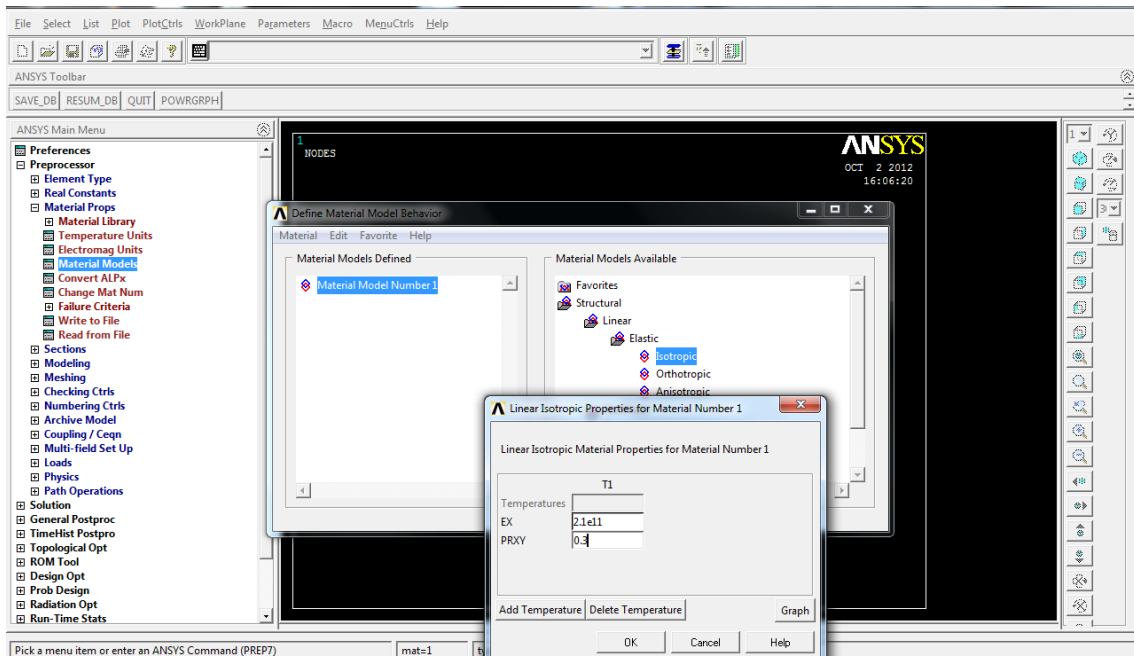 File Select List Plot PlotCtrls WorkPlane Parameters Macro MenuCtrls Help
ANSYS Toolbar
SAVE_DB RESUM_DB QUIT POWRGRPH
ANSYS Main Menu
Preferences
Preprocessor
Element Type
Real Constants
Material Props
Material Library
Temperature Units
Electromag Units
Material Models
Convert ALPx
Change Mat Num
Failure Criteria
Write to File
Read from File
Sections
Modeling
Meshing
Checking Ctrls
Numbering Ctrls
Archive Model
Coupling / Ceqn
Multi-field Set Up
Loads
Physics
Path Operations
Solution
General Postproc
TimeHist Postpro
Topological Opt
ROM Tool
Design Opt
Prob Design
Radiation Opt
Run-Time Stats
1
NODES
ANSYS
OCT 2 2012
16:06:20
Define Material Model Behavior
Material Edit Favorite Help
Material Models Defined
Material Model Number 1
Material Models Available
Favorites
Structural
Linear
Elastic
Isotropic
Orthotropic
Anisotropic
Linear Isotropic Properties for Material Number 1
Linear Isotropic Material Properties for Material Number 1
T1
Temperatures
EX 2.1e11
PRXY 0.3
Add Temperature Delete Temperature Graph
OK Cancel Help
1
3
Pick a menu item or enter an ANSYS Command (PREP7) mat=1